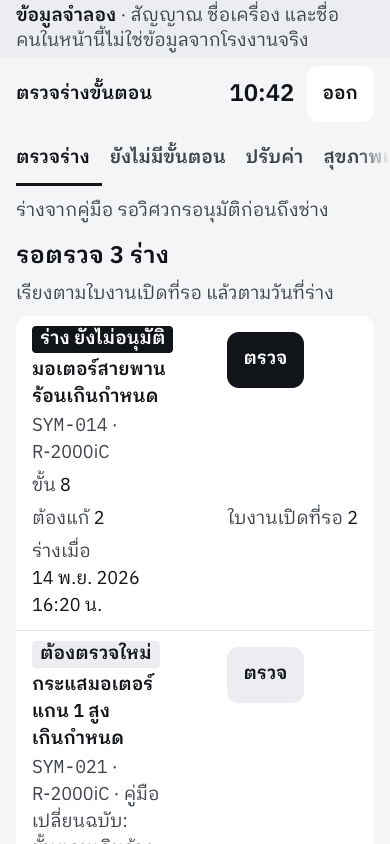 ข้อมูลจำลอง · สัญญาณ ชื่อเครื่อง และชื่อ
คนในหน้านี้ไม่ใช่ข้อมูลจากโรงงานจริง
ตรวจร่างขั้นตอน 10:42 ออก
ตรวจร่าง ยังไม่มีขั้นตอน ปรับค่า สุขภาพ
ร่างจากคู่มือ รอวิศวกรอนุมัติก่อนถึงช่าง
รอตรวจ 3 ร่าง
เรียงตามใบงานเปิดที่รอ แล้วตามวันที่ร่าง
ร่าง ยังไม่อนุมัติ
ตรวจ
มอเตอร์สายพาน
ร้อนเกินกำหนด
SYM-014 ·
R-2000iC
ขั้น 8
ต้องแก้ 2 ใบงานเปิดที่รอ 2
ร่างเมื่อ
14 พ.ย. 2026
16:20 น.
ต้องตรวจใหม่
ตรวจ
กระแสมอเตอร์
แกน 1 สูง
เกินกำหนด
SYM-021 ·
R-2000iC · คู่มือ
เปลี่ยนฉบับ: